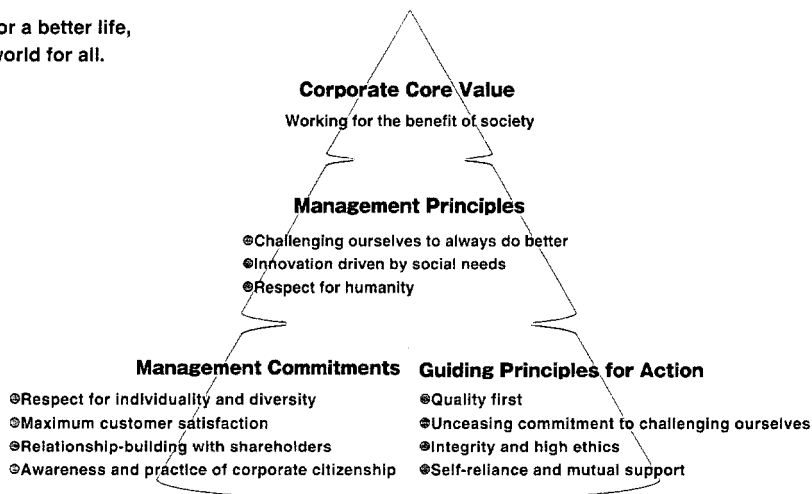 or a better life,
world for all.
Corporate Core Value
Working for the benefit of society
Management Principles
Challenging ourselves to always do better
Innovation driven by social needs
Respect for humanity
Management Commitments
Respect for individuality and diversity
Maximum customer satisfaction
Relationship-building with shareholders
Awareness and practice of corporate citizenship
Guiding Principles for Action
Quality first
Unceasing commitment to challenging ourselves
Integrity and high ethics
Self-reliance and mutual support